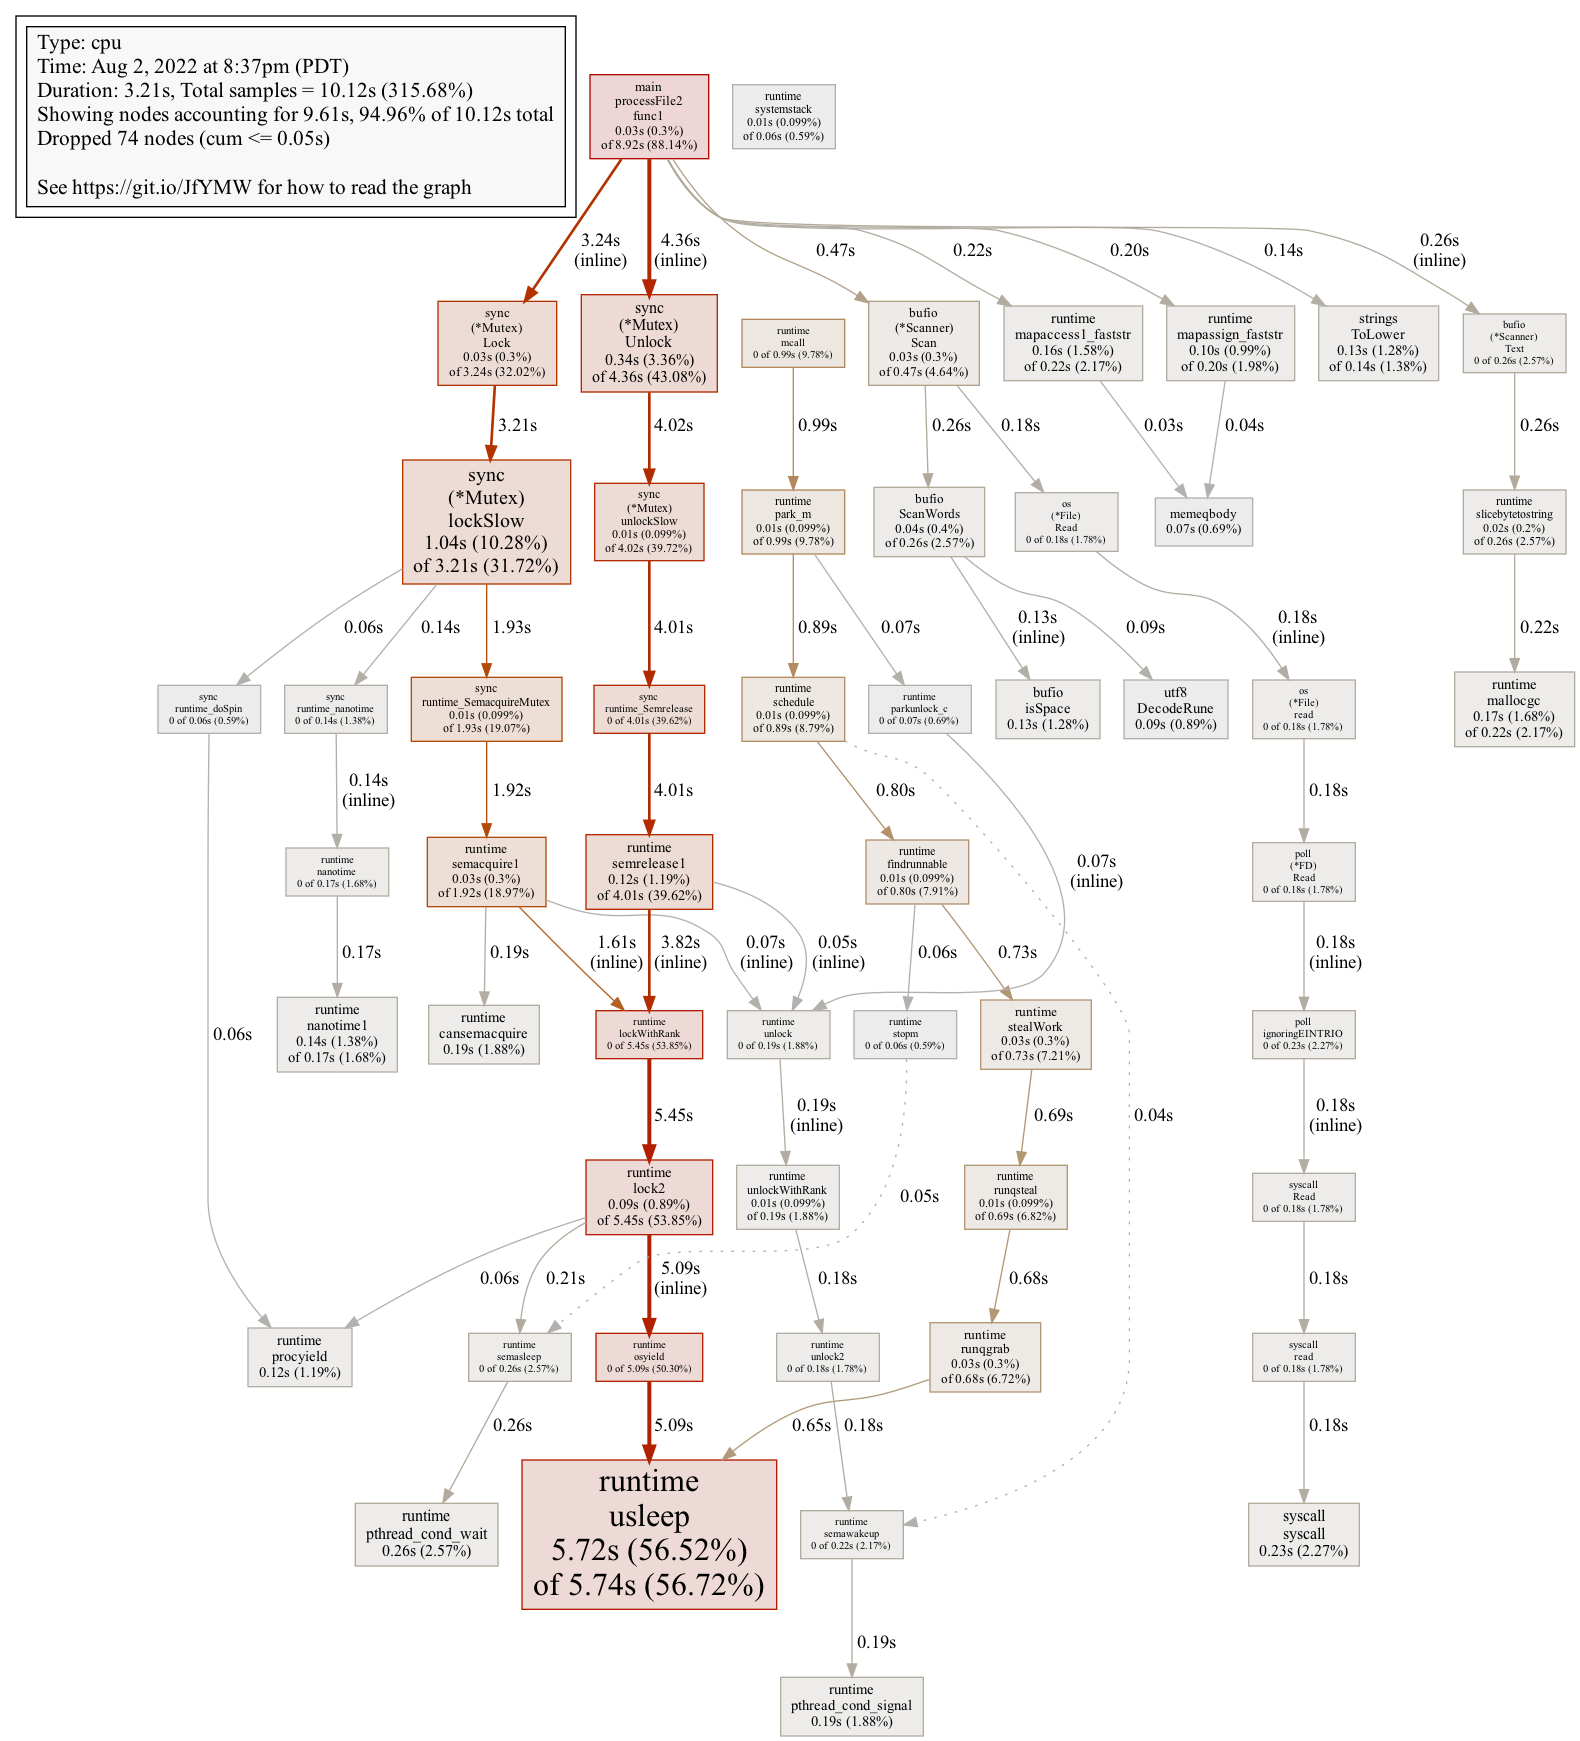 Type: cpu
Time: Aug 2, 2022 at 8:37pm (PDT)
Duration: 3.21s, Total samples = 10.12s (315.68%)
Showing nodes accounting for 9.61s, 94.96% of 10.12s total
Dropped 74 nodes (cum <= 0.05s)
See https://git.io/JfYMW for how to read the graph
main
processFile2
func1
0.03s (0.3%)
of 8.92s (88.14%)
runtime
systemstack
0.01s (0.099%)
of 0.06s (0.59%)
3.24s
(inline)
4.36s
(inline)
0.47s
0.22s
0.20s
0.14s
0.26s
(inline)
sync
(*Mutex)
Lock
0.03s (0.3%)
of 3.24s (32.02%)
sync
(*Mutex)
Unlock
0.34s (3.36%)
of 4.36s (43.08%)
runtime
mcall
0 of 0.99s (9.78%)
bufio
(*Scanner)
Scan
0.03s (0.3%)
of 0.47s (4.64%)
runtime
mapaccess1_faststr
0.16s (1.58%)
of 0.22s (2.17%)
runtime
mapassign_faststr
0.10s (0.99%)
of 0.20s (1.98%)
strings
ToLower
0.13s (1.28%)
of 0.14s (1.38%)
bufio
(*Scanner)
Text
0 of 0.26s (2.57%)
3.21s
4.02s
0.99s
0.26s
0.18s
0.03s
0.04s
0.26s
sync
(*Mutex)
lockSlow
1.04s (10.28%)
of 3.21s (31.72%)
sync
(*Mutex)
unlockSlow
0.01s (0.099%)
of 4.02s (39.72%)
runtime
park_m
0.01s (0.099%)
of 0.99s (9.78%)
bufio
ScanWords
0.04s (0.4%)
of 0.26s (2.57%)
os
(*File)
Read
0 of 0.18s (1.78%)
memeqbody
0.07s (0.69%)
runtime
slicebytetostring
0.02s (0.2%)
of 0.26s (2.57%)
0.06s
0.14s
1.93s
4.01s
0.89s
0.07s
0.13s
(inline)
0.09s
0.18s
(inline)
0.22s
sync
runtime_doSpin
0 of 0.06s (0.59%)
sync
runtime_nanotime
0 of 0.14s (1.38%)
sync
runtime_SemacquireMutex
0.01s (0.099%)
of 1.93s (19.07%)
sync
runtime_Semrelease
0 of 4.01s (39.62%)
runtime
schedule
0.01s (0.099%)
of 0.89s (8.79%)
runtime
parkunlock_c
0 of 0.07s (0.69%)
bufio
isSpace
0.13s (1.28%)
utf8
DecodeRune
0.09s (0.89%)
os
(*File)
read
0 of 0.18s (1.78%)
runtime
mallocgc
0.17s (1.68%)
of 0.22s (2.17%)
0.14s
(inline)
1.92s
4.01s
0.80s
0.07s
(inline)
0.18s
runtime
nanotime
0 of 0.17s (1.68%)
runtime
semacquire1
0.03s (0.3%)
of 1.92s (18.97%)
runtime
semrelease1
0.12s (1.19%)
of 4.01s (39.62%)
runtime
findrunnable
0.01s (0.099%)
of 0.80s (7.91%)
poll
(*FD)
Read
0 of 0.18s (1.78%)
0.17s
0.19s
1.61s
(inline)
3.82s
(inline)
0.07s
(inline)
0.05s
(inline)
0.06s
0.73s
0.18s
(inline)
0.06s
runtime
nanotime1
0.14s (1.38%)
of 0.17s (1.68%)
runtime
cansemacquire
0.19s (1.88%)
runtime
lockWithRank
0 of 5.45s (53.85%)
runtime
unlock
0 of 0.19s (1.88%)
runtime
stopm
0 of 0.06s (0.59%)
runtime
stealWork
0.03s (0.3%)
of 0.73s (7.21%)
poll
ignoringEINTRIO
0 of 0.23s (2.27%)
5.45s
0.19s
(inline)
0.69s
0.04s
0.18s
(inline)
runtime
lock2
0.09s (0.89%)
of 5.45s (53.85%)
runtime
unlockWithRank
0.01s (0.099%)
of 0.19s (1.88%)
0.05s
runtime
runqsteal
0.01s (0.099%)
of 0.69s (6.82%)
syscall
Read
0 of 0.18s (1.78%)
0.06s
0.21s
5.09s
(inline)
0.18s
0.68s
0.18s
runtime
procyield
0.12s (1.19%)
runtime
semasleep
0 of 0.26s (2.57%)
runtime
osyield
0 of 5.09s (50.30%)
runtime
unlock2
0 of 0.18s (1.78%)
runtime
runqgrab
0.03s (0.3%)
of 0.68s (6.72%)
syscall
read
0 of 0.18s (1.78%)
0.26s
5.09s
0.65s
0.18s
0.18s
runtime
pthread_cond_wait
0.26s (2.57%)
runtime
usleep
5.72s (56.52%)
of 5.74s (56.72%)
runtime
semawakeup
0 of 0.22s (2.17%)
syscall
syscall
0.23s (2.27%)
0.19s
runtime
pthread_cond_signal
0.19s (1.88%)